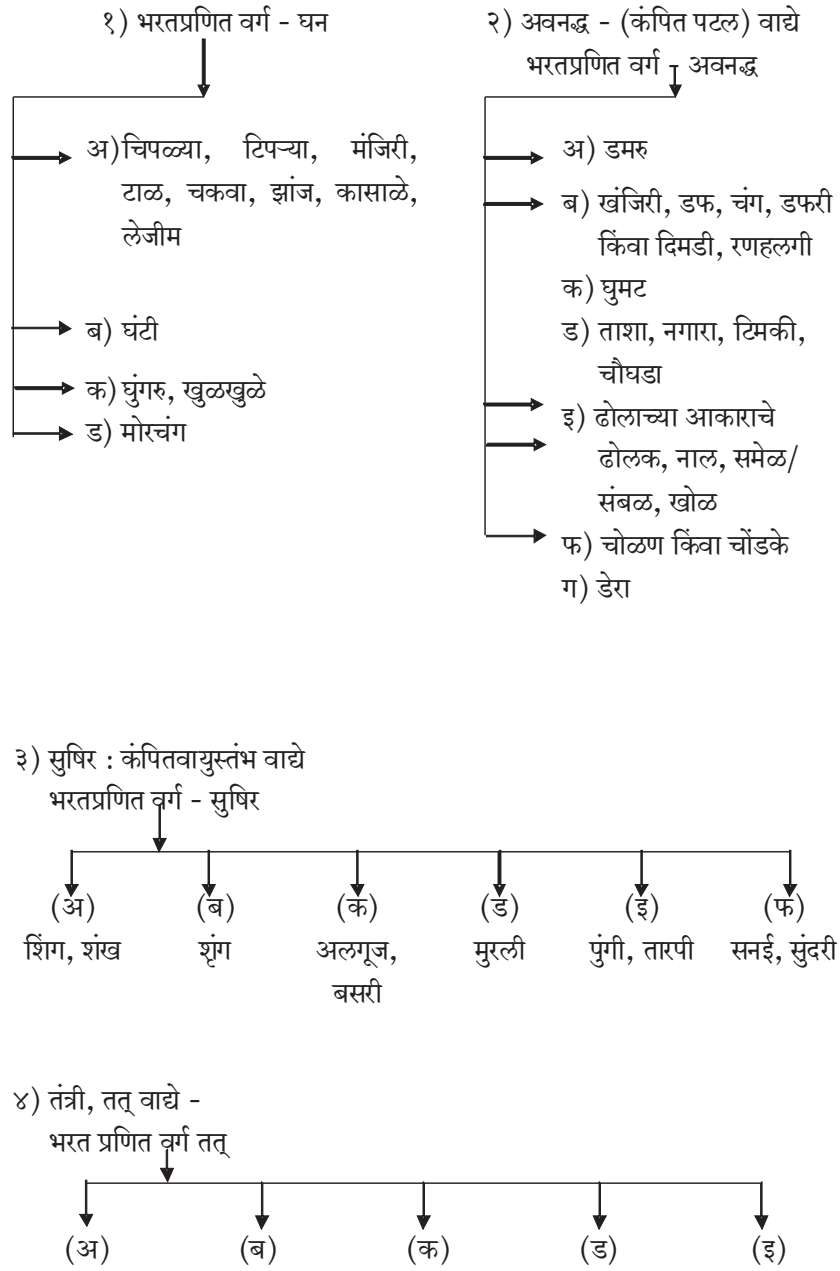 १) भरतप्रणित वर्ग - घन
अ)चिपळ्या, टिपऱ्या, मंजिरी,
टाळ, चकवा, झांज, कासाळे,
लेजीम
ब) घंटी
क) घुंगरु, खुळखुळे
ड) मोरचंग
२) अवनद्ध - (कंपित पटल) वाद्ये
भरतप्रणित वर्ग - अवनद्ध
अ) डमरु
ब) खंजिरी, डफ, चंग, डफरी
किंवा दिमडी, रणहलगी
क) घुमट
ड) ताशा, नगारा, टिमकी,
चौघडा
इ) ढोलाच्या आकाराचे
ढोलक, नाल, समेळ/
संबळ, खोळ
फ) चोळण किंवा चोंडके
ग) डेरा
३) सुषिर : कंपितवायुस्तंभ वाद्ये
भरतप्रणित वर्ग - सुषिर
(अ) (ब) (क) (ड) (इ) (फ)
शिंग, शंख शृंग अलगूज, मुरली पुंगी, तारपी सनई, सुंदरी
बसरी
४) तंत्री, तत् वाद्ये -
भरत प्रणित वर्ग तत्
(अ) (ब) (क) (ड) (इ)